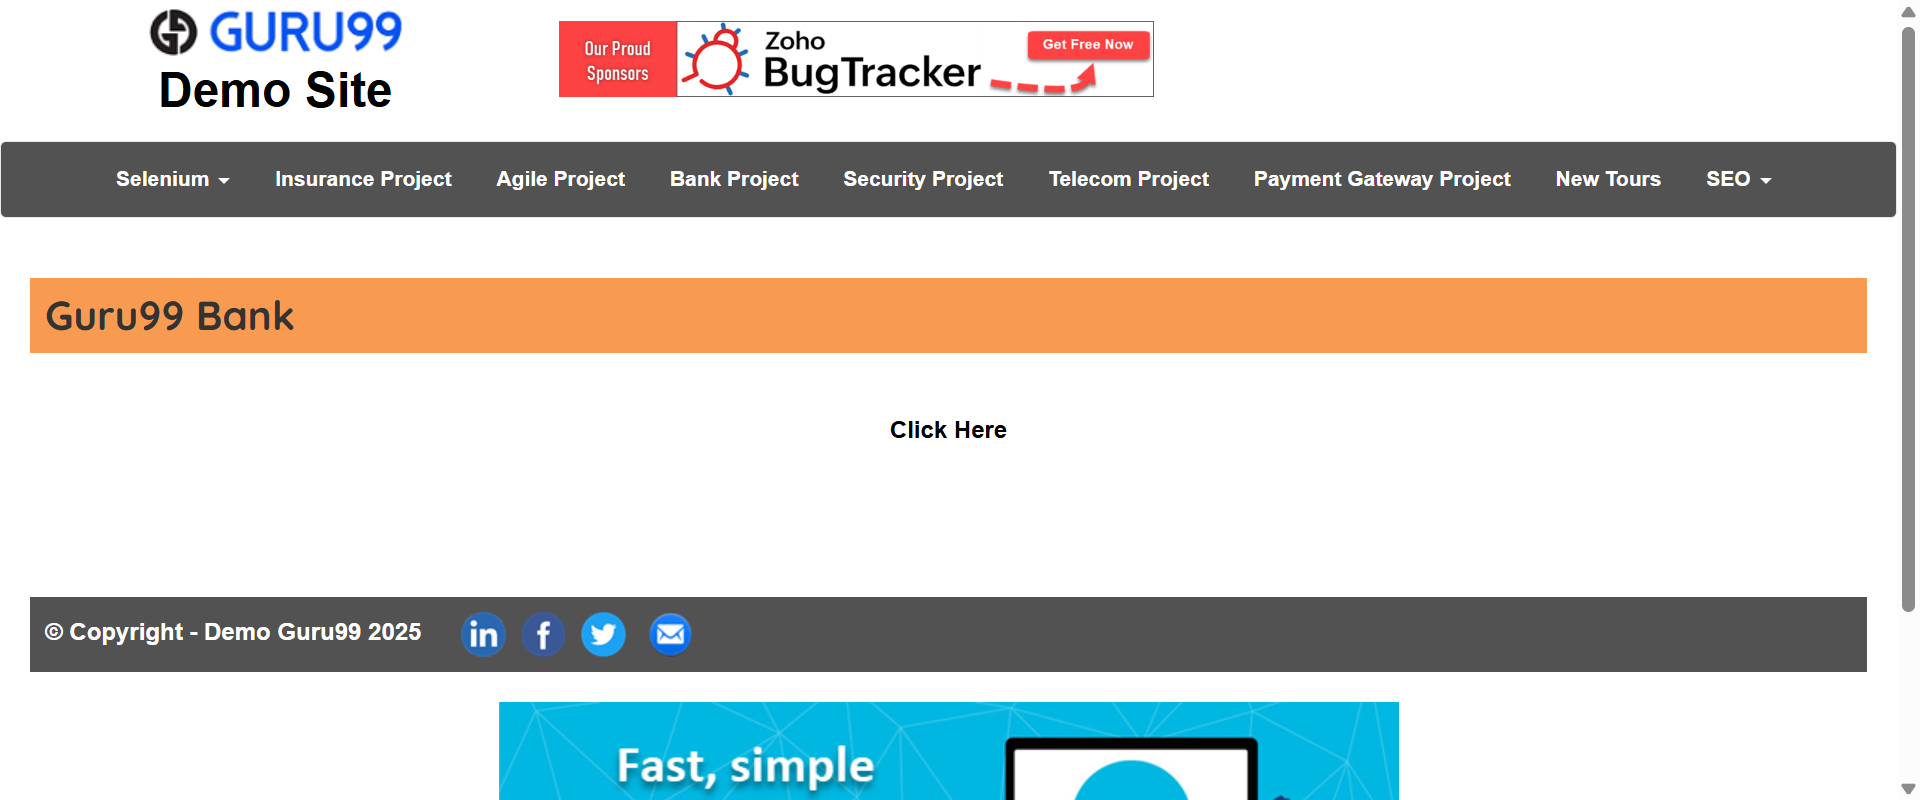 GURU99
Demo Site
Our Proud
Sponsors
Zoho
BugTracker
Get Free Now
Selenium Insurance Project Agile Project Bank Project Security Project Telecom Project Payment Gateway Project New Tours SEO
Guru99 Bank
Click Here
© Copyright - Demo Guru99 2025
Fast, simple